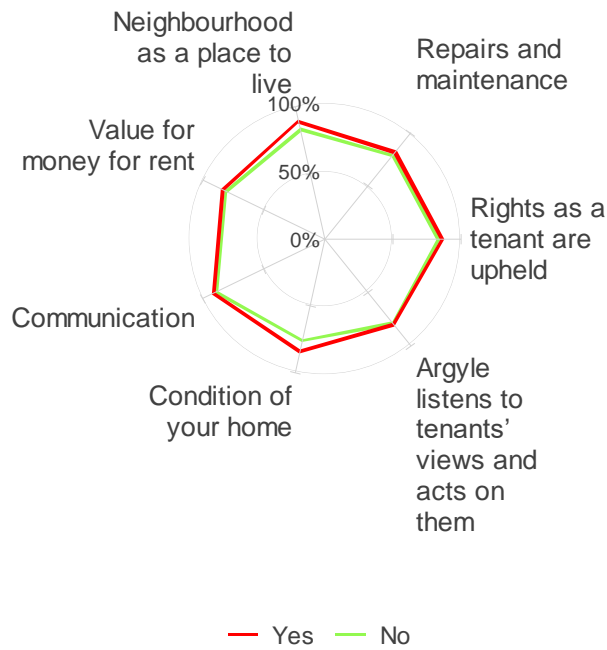 Neighbourhood
as a place to
live
Repairs and
maintenance
100%
Value for
money for rent
50%
Rights as a
tenant are
upheld
0%
Communication
Argyle
listens to
tenants’
views and
acts on
them
Condition of
your home
Yes
No